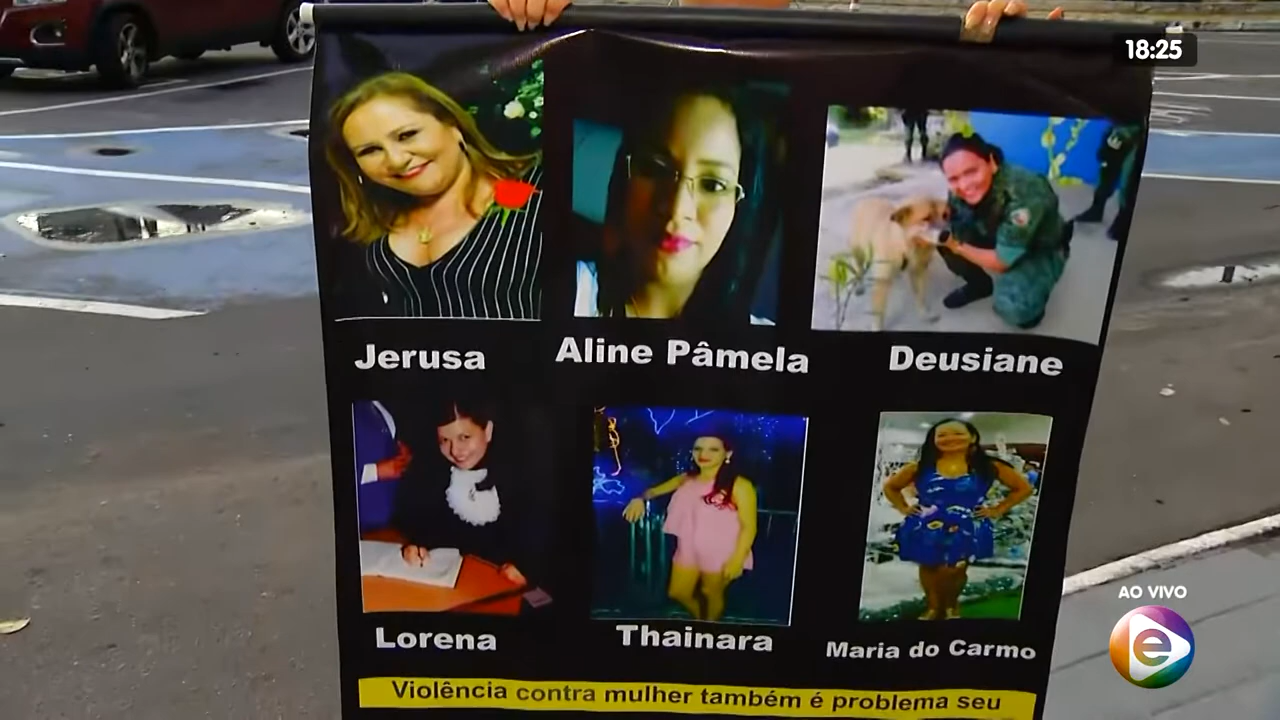 18:25
Jerusa
Aline Pâmela
Deusiane
Lorena
Thainara
Maria do Carmo
Violência contra mulher também é problema seu
AO VIVO
e